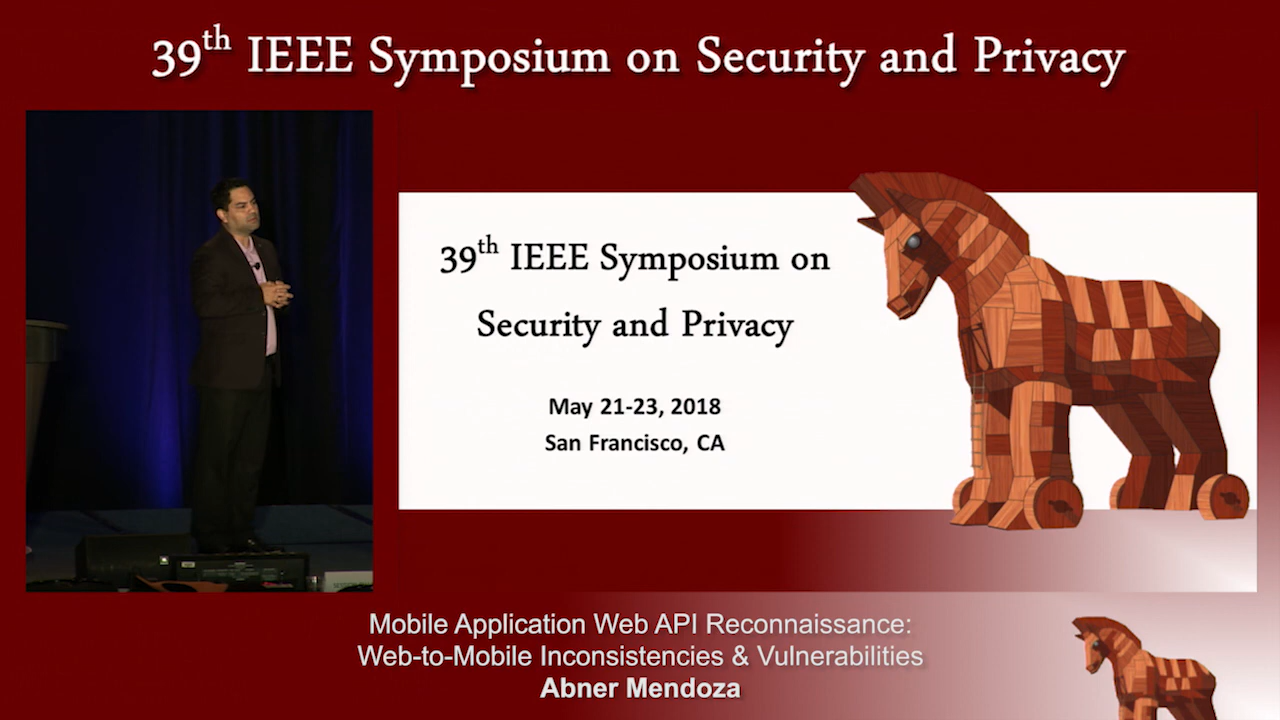 39th IEEE Symposium on Security and Privacy
39th IEEE Symposium on
Security and Privacy
May 21-23, 2018
San Francisco, CA
Mobile Application Web API Reconnaissance:
Web-to-Mobile Inconsistencies & Vulnerabilities
Abner Mendoza